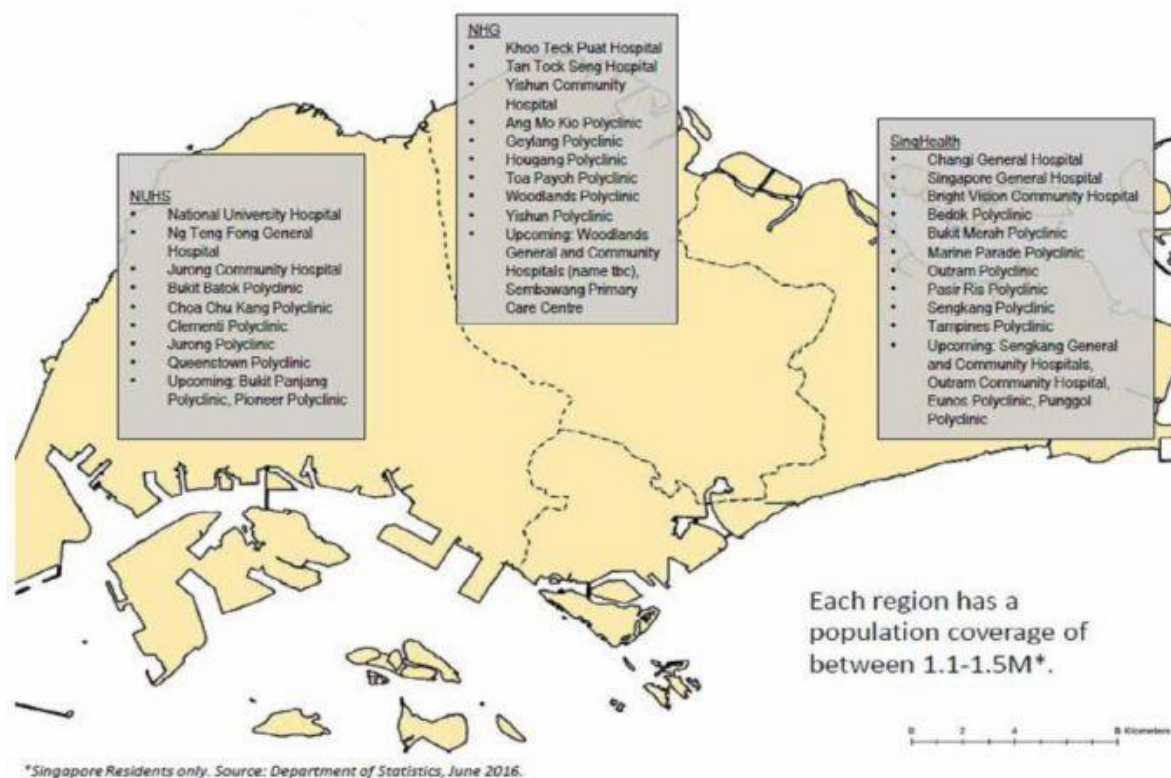 NUHS
• National University Hospital
• Ng Teng Fong General
Hospital
• Jurong Community Hospital
• Bukit Batok Polyclinic
• Choa Chu Kang Polyclinic
• Clementi Polyclinic
• Jurong Polyclinic
• Queenstown Polyclinic
• Upcoming: Bukit Panjang
Polyclinic, Pioneer Polyclinic
NHG
• Khoo Teck Puat Hospital
• Tan Tock Seng Hospital
• Yishun Community
Hospital
• Ang Mo Kio Polyclinic
• Geylang Polyclinic
• Hougang Polyclinic
• Toa Payoh Polyclinic
• Woodlands Polyclinic
• Yishun Polyclinic
• Upcoming: Woodlands
General and Community
Hospitals (name tbc),
Sembawang Primary
Care Centre
SingHealth
• Changi General Hospital
• Singapore General Hospital
• Bright Vision Community Hospital
• Bedok Polyclinic
• Bukit Merah Polyclinic
• Marine Parade Polyclinic
• Outram Polyclinic
• Pasir Ris Polyclinic
• Sengkang Polyclinic
• Tampines Polyclinic
• Upcoming: Sengkang General
and Community Hospitals,
Outram Community Hospital,
Eunos Polyclinic, Punggol
Polyclinic
Each region has a
population coverage of
between 1.1-1.5M*.
0 2 4 8 Kilometers
*Singapore Residents only. Source: Department of Statistics, June 2016.